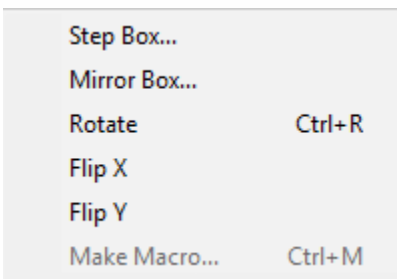 Step Box...
Mirror Box...
Rotate Ctrl+R
Flip X
Flip Y
Make Macro... Ctrl+M